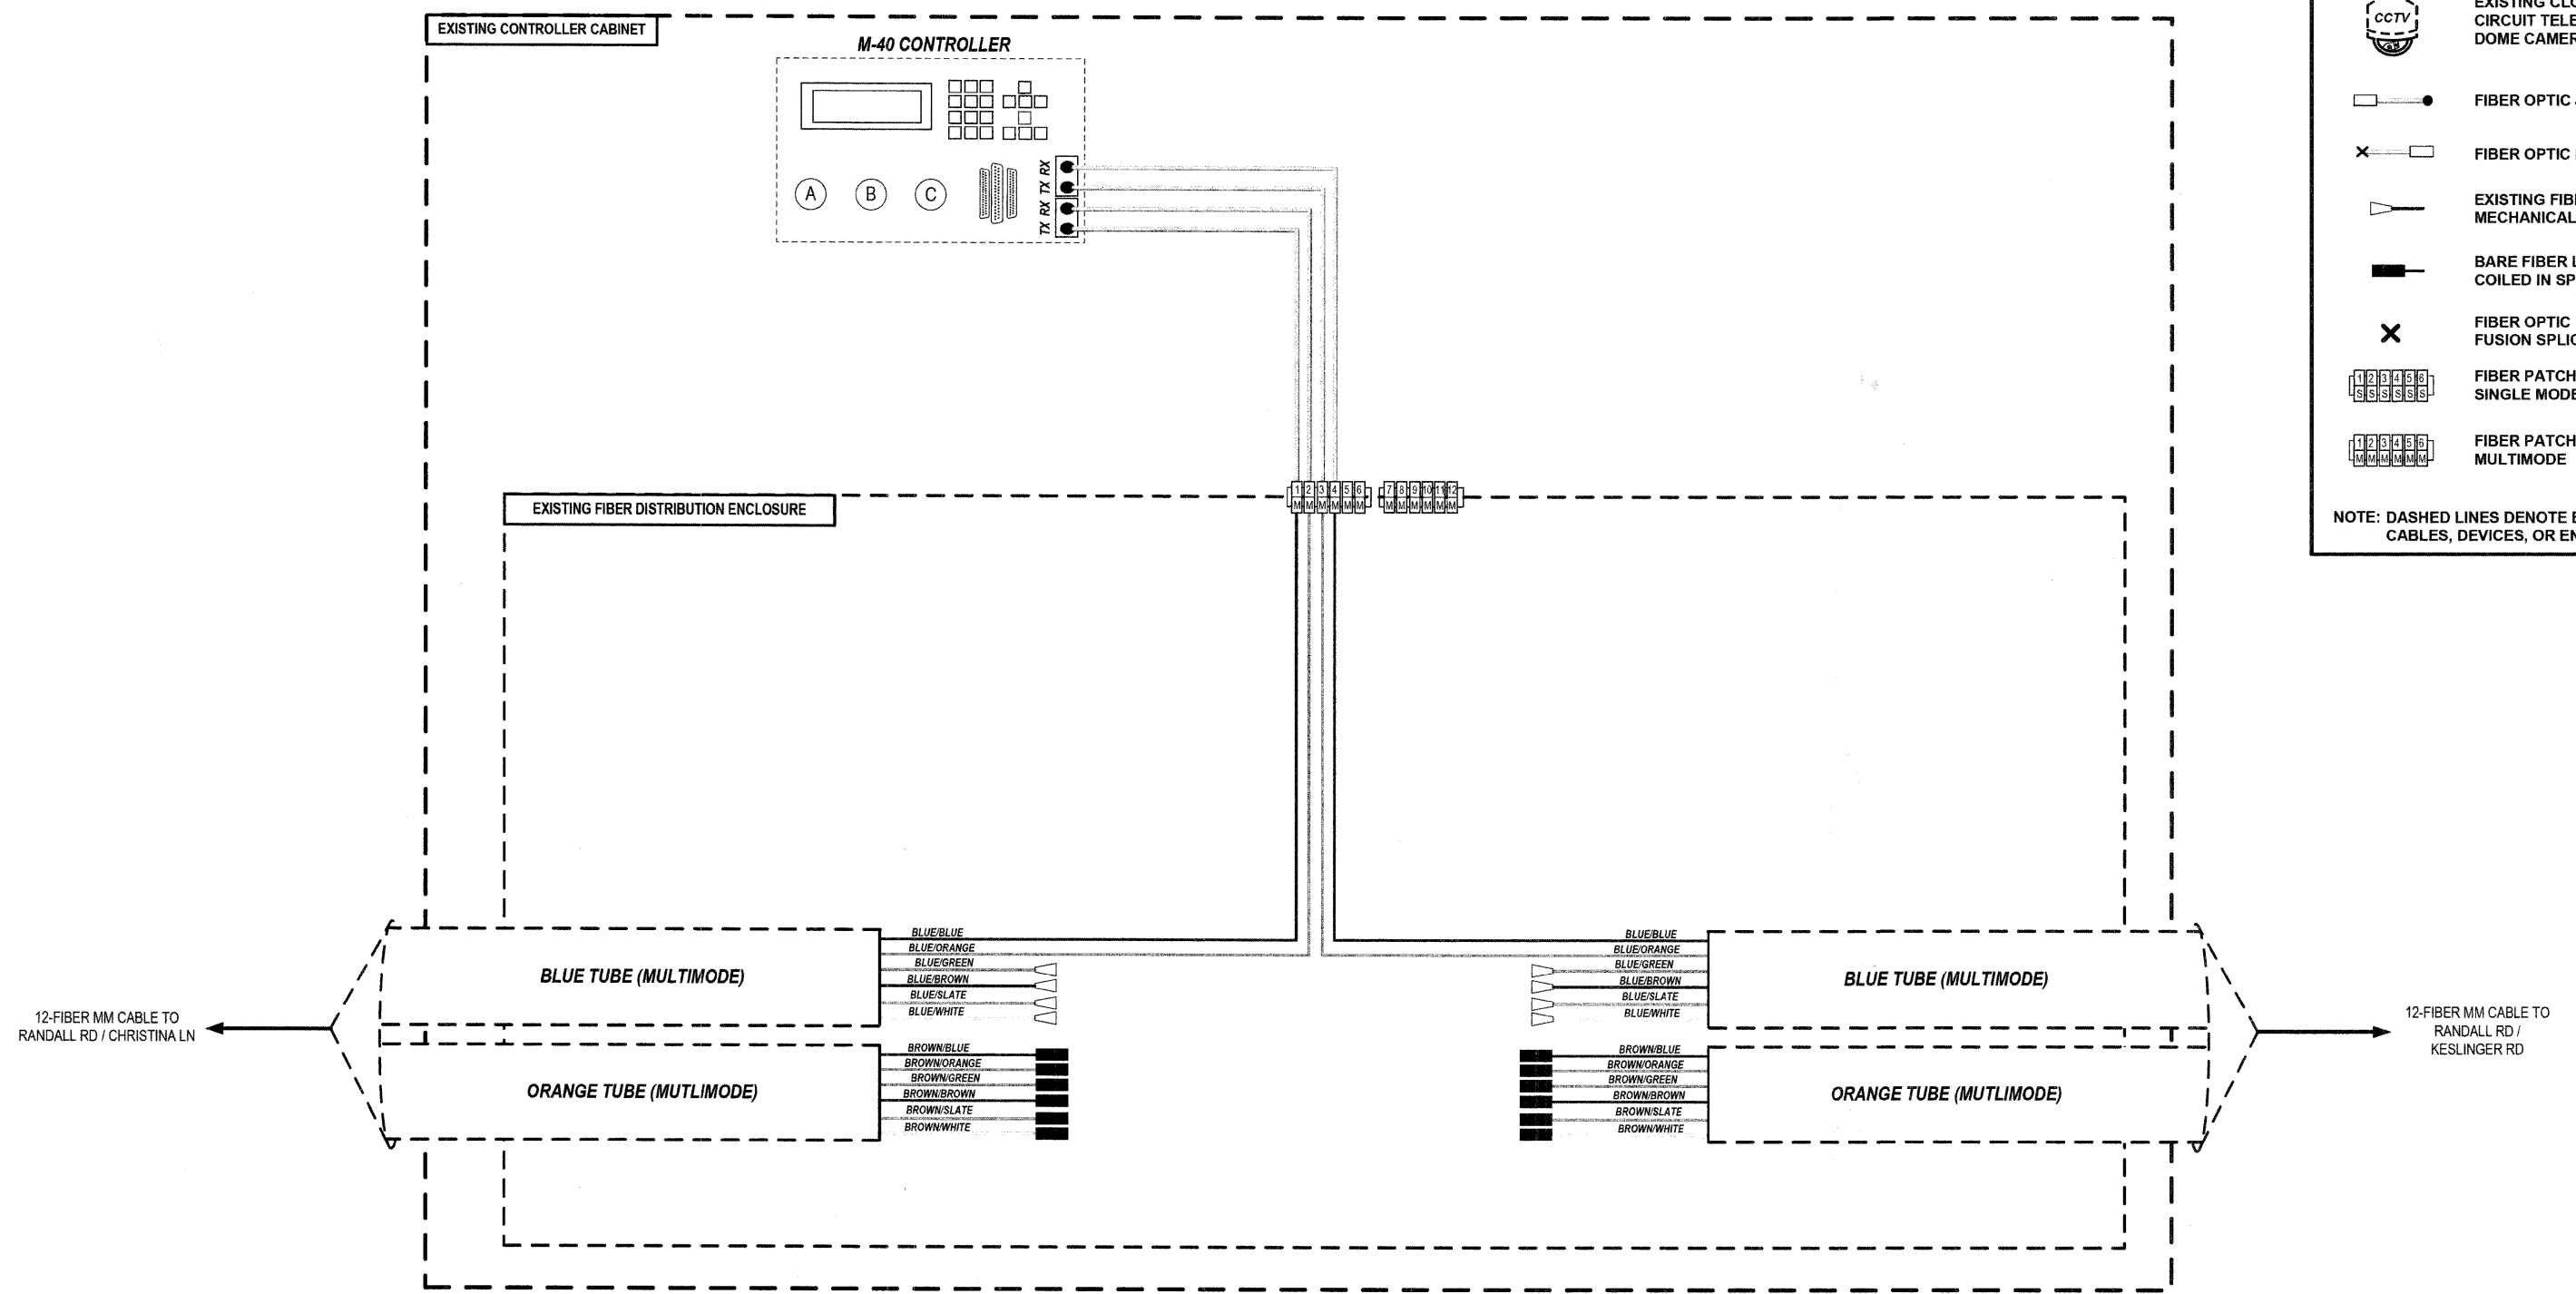 EXISTING CONTROLLER CABINET
M-40 CONTROLLER
A B C
TX RX TX RX
1 2 3 4 5 6 7 8 9 10 11 12
M M M M M M M M M M M M
EXISTING FIBER DISTRIBUTION ENCLOSURE
BLUE TUBE (MULTIMODE)
BLUE/BLUE
BLUE/ORANGE
BLUE/GREEN
BLUE/BROWN
BLUE/SLATE
BLUE/WHITE
ORANGE TUBE (MUTLIMODE)
BROWN/BLUE
BROWN/ORANGE
BROWN/GREEN
BROWN/BROWN
BROWN/SLATE
BROWN/WHITE
12-FIBER MM CABLE TO
RANDALL RD / CHRISTINA LN
BLUE/BLUE
BLUE/ORANGE
BLUE/GREEN
BLUE/BROWN
BLUE/SLATE
BLUE/WHITE
BLUE TUBE (MULTIMODE)
BROWN/BLUE
BROWN/ORANGE
BROWN/GREEN
BROWN/BROWN
BROWN/SLATE
BROWN/WHITE
ORANGE TUBE (MUTLIMODE)
12-FIBER MM CABLE TO
RANDALL RD /
KESLINGER RD
CCTV
EXISTING
CIRCUIT
DOME
FIBER OPTIC
FIBER OPTIC
EXISTING
MECHANICAL
BARE FIBER
COILED IN
FIBER OPTIC
FUSION
1 2 3 4 5 6
S S S S S S
FIBER PATCH
SINGLE MODE
1 2 3 4 5 6
M M M M M M
FIBER PATCH
MULTIMODE
NOTE: DASHED LINES DENOTE
CABLES, DEVICES, OR